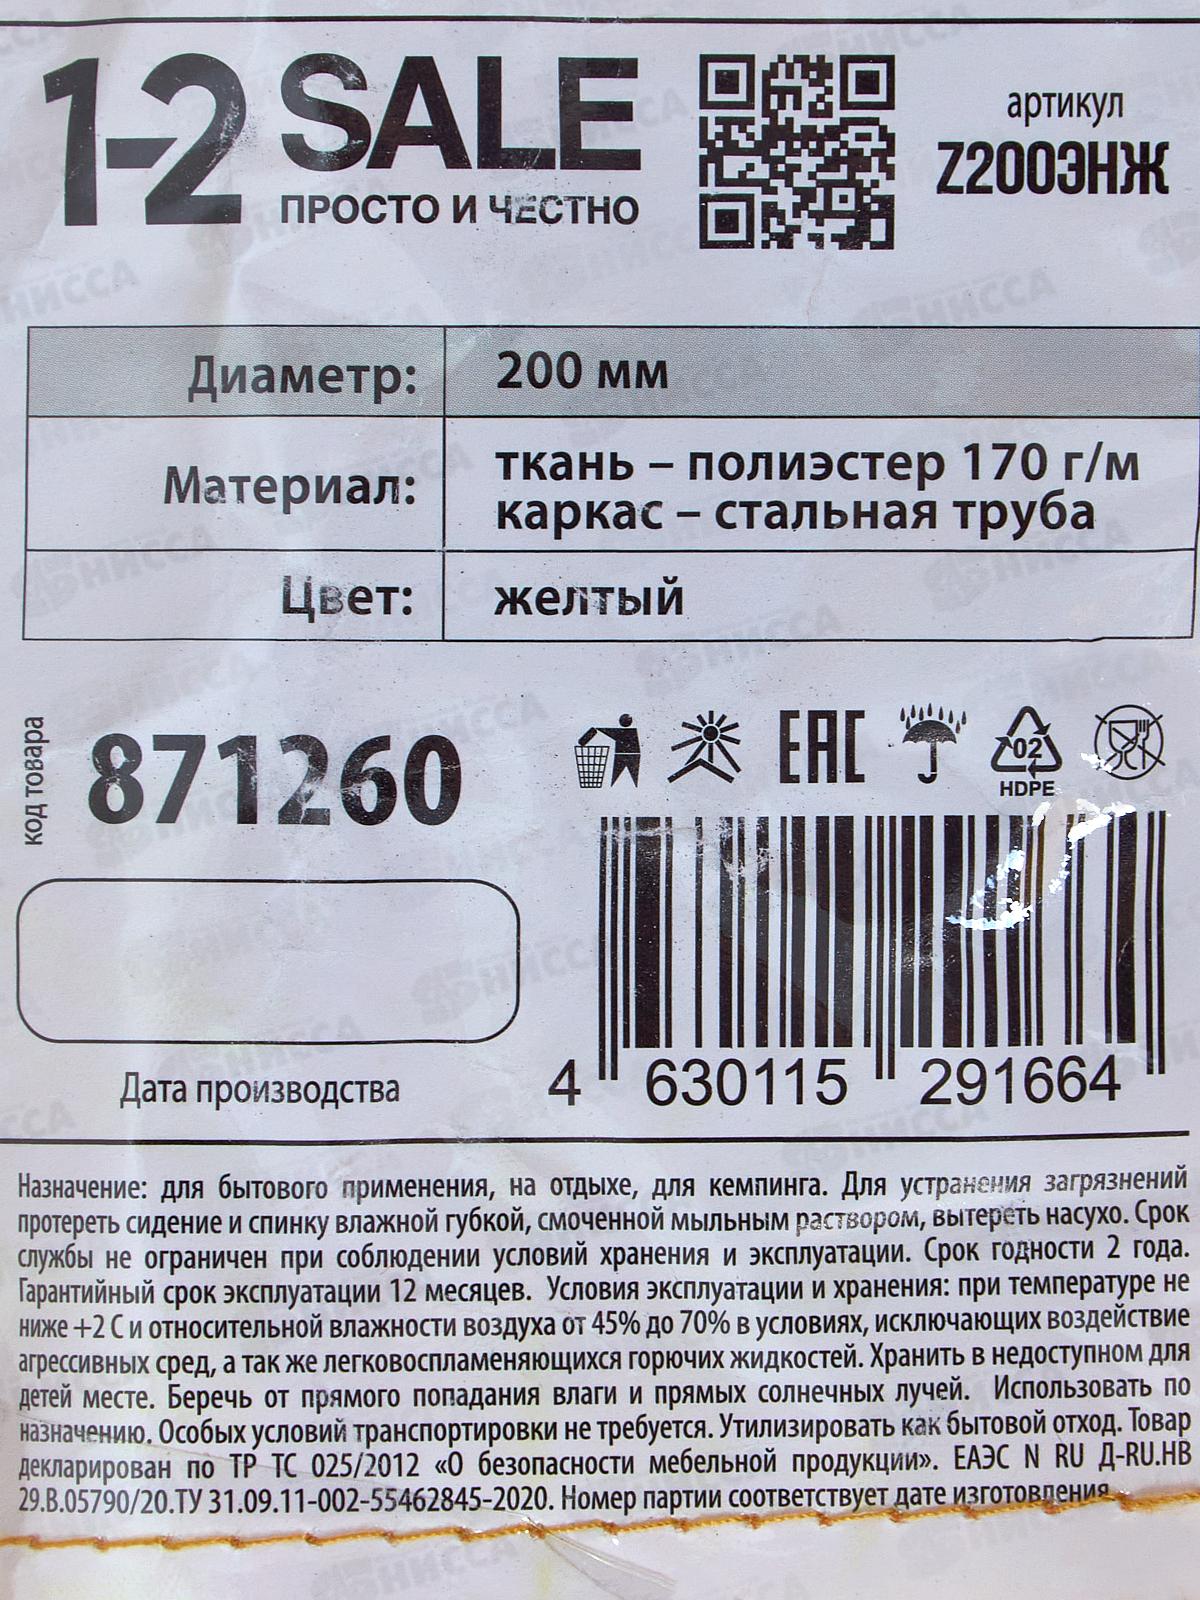 1-2 SALE
ПРОСТО И ЧЕСТНО
артикул
Z200ЭНЖ
Диаметр: 200 мм
Материал: ткань – полиэстер 170 г/м
каркас – стальная труба
Цвет: желтый
код товара
871260
EAC
02
HDPE
Дата производства
4 630115 291664
Назначение: для бытового применения, на отдыхе, для кемпинга. Для устранения загрязнений
протереть сидение и спинку влажной губкой, смоченной мыльным раствором, вытереть насухо. Срок
службы не ограничен при соблюдении условий хранения и эксплуатации. Срок годности 2 года.
Гарантийный срок эксплуатации 12 месяцев. Условия эксплуатации и хранения: при температуре не
ниже +2 С и относительной влажности воздуха от 45% до 70% в условиях, исключающих воздействие
агрессивных сред, а так же легковоспламеняющихся горючих жидкостей. Хранить в недоступном для
детей месте. Беречь от прямого попадания влаги и прямых солнечных лучей. Использовать по
назначению. Особых условий транспортировки не требуется. Утилизировать как бытовой отход. Товар
декларирован по ТР ТС 025/2012 «О безопасности мебельной продукции». ЕАЭС N RU Д-RU.НВ
29.В.05790/20.ТУ 31.09.11-002-55462845-2020. Номер партии соответствует дате изготовления